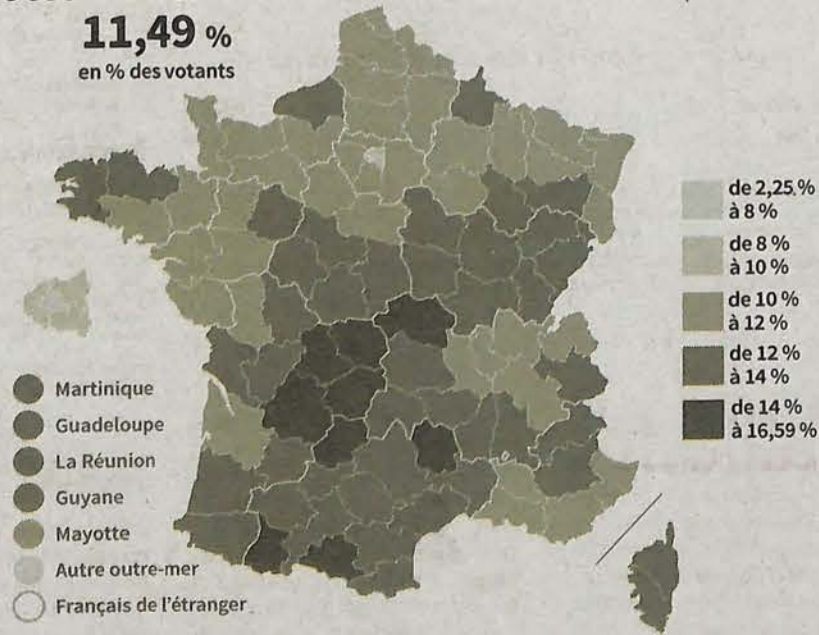 11,49 %
en % des votants
de 2,25 %
à 8 %
de 8 %
à 10 %
de 10 %
à 12 %
de 12 %
à 14 %
de 14 %
à 16,59 %
Martinique
Guadeloupe
La Réunion
Guyane
Mayotte
Autre outre-mer
Français de l'étranger